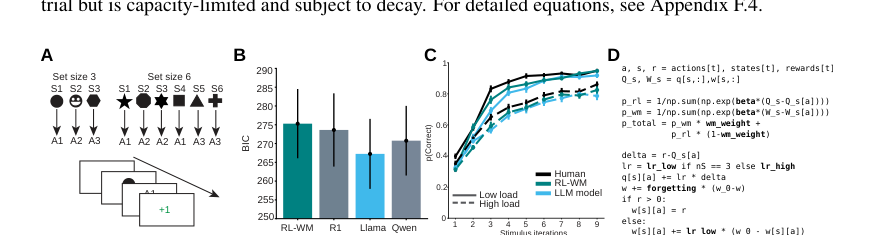 trial but is capacity-limited and subject to decay. For detailed equations, see Appendix F.4.
A
Set size 3
Set size 6
S1 S2 S3
S1 S2 S3 S4 S5 S6
A1 A2 A3
A1 A2 A1 A2 A3 A3
+1
B
BIC
290
285
280
275
270
265
260
255
250
RL-WM R1 Llama Qwen
C
p(Correct)
1
0.8
0.6
0.4
0.2
0
Human
RL-WM
LLM model
Low load
High load
1 2 3 4 5 6 7 8 9
Stimulus iterations
D
a, s, r = actions[t], states[t], rewards[t]
Q_s, W_s = q[s,:],w[s,:]
p_rl = 1/np.sum(np.exp(beta*(Q_s-Q_s[a])))
p_wm = 1/np.sum(np.exp(beta*(W_s-W_s[a])))
p_total = p_wm * wm_weight +
p_rl * (1-wm_weight)
delta = r-Q_s[a]
lr = lr_low if nS == 3 else lr_high
q[s][a] += lr * delta
w += forgetting * (w_0-w)
if r > 0:
w[s][a] = r
else:
w[s][a] += lr_low * (w_0 - w[s][a])